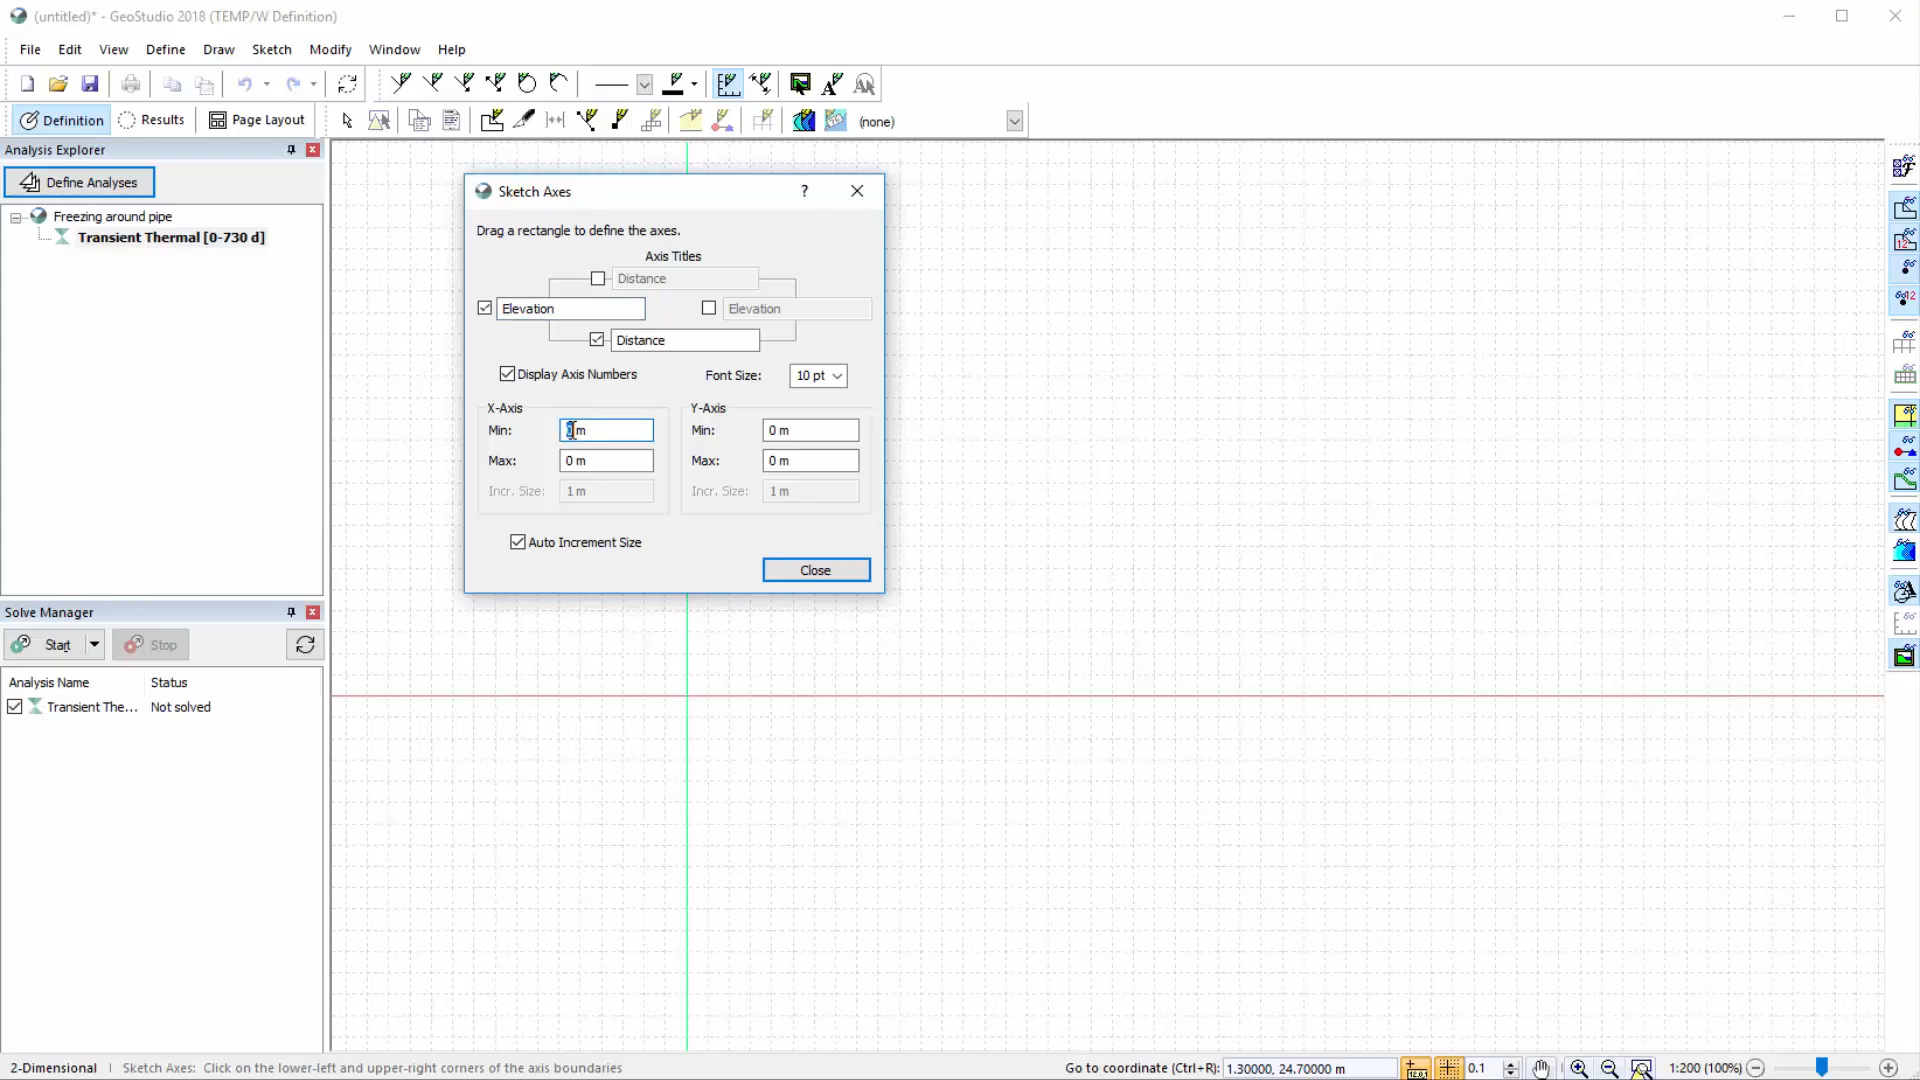 (untitled)* - GeoStudio 2018 (TEMP/W Definition)
File Edit View Define Draw Sketch Modify Window Help
Definition Results Page Layout (none)
Analysis Explorer
Define Analyses
Freezing around pipe
Transient Thermal [0-730 d]
Sketch Axes ?
Drag a rectangle to define the axes.
Axis Titles
Distance
Elevation Elevation
Distance
Display Axis Numbers Font Size: 10 pt
X-Axis Y-Axis
Min: m Min: 0 m
Max: 0 m Max: 0 m
Incr. Size: 1 m Incr. Size: 1 m
Auto Increment Size
Close
Solve Manager
Start Stop
Analysis Name Status
Transient The... Not solved
2-Dimensional Sketch Axes: Click on the lower-left and upper-right corners of the axis boundaries Go to coordinate (Ctrl+R): 1.30000, 24.70000 m 0.1 1:200 (100%)